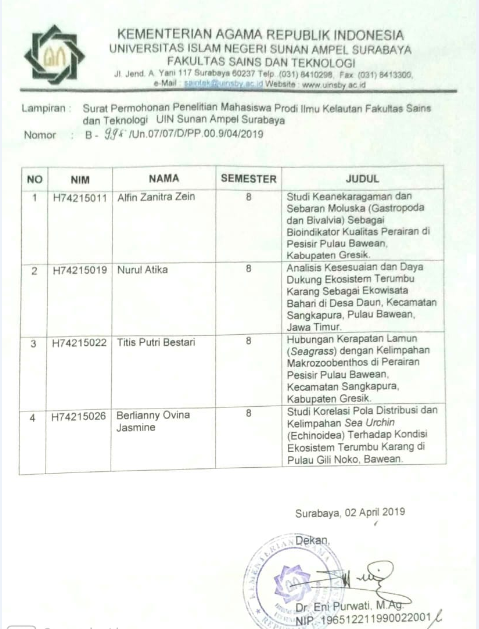 KEMENTERIAN AGAMA REPUBLIK INDONESIA
UNIVERSITAS ISLAM NEGERI SUNAN AMPEL SURABAYA
FAKULTAS SAINS DAN TEKNOLOGI
Jl. Jend. A. Yani 117 Surabaya 60237 Telp. (031) 8410298, Fax. (031) 8413300,
e-Mail : saintek@uinsby.ac.id Website : www.uinsby.ac.id
Lampiran : Surat Permohonan Penelitian Mahasiswa Prodi Ilmu Kelautan Fakultas Sains
dan Teknologi UIN Sunan Ampel Surabaya
Nomor : B - /Un.07/07/D/PP.00.9/04/2019
NO NIM NAMA SEMESTER JUDUL
1 H74215011 Alfin Zanitra Zein 8 Studi Keanekaragaman dan
Sebaran Moluska (Gastropoda
dan Bivalvia) Sebagai
Bioindikator Kualitas Perairan di
Pesisir Pulau Bawean,
Kabupaten Gresik.
2 H74215019 Nurul Atika 8 Analisis Kesesuaian dan Daya
Dukung Ekosistem Terumbu
Karang Sebagai Ekowisata
Bahari di Desa Daun, Kecamatan
Sangkapura, Pulau Bawean,
Jawa Timur.
3 H74215022 Titis Putri Bestari 8 Hubungan Kerapatan Lamun
(Seagrass) dengan Kelimpahan
Makrozoobenthos di Perairan
Pesisir Pulau Bawean,
Kecamatan Sangkapura,
Kabupaten Gresik.
4 H74215026 Berlianny Ovina 8 Studi Korelasi Pola Distribusi dan
Jasmine Kelimpahan Sea Urchin
(Echinoidea) Terhadap Kondisi
Ekosistem Terumbu Karang di
Pulau Gili Noko, Bawean.
Surabaya, 02 April 2019
Dekan,
Dr. Eni Purwati, M.Ag.
NIP. 196512211990022001